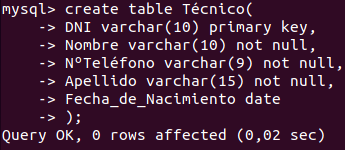 mysql> create table Técnico(
-> DNI varchar(10) primary key,
-> Nombre varchar(10) not null,
-> NºTeléfono varchar(9) not null,
-> Apellido varchar(15) not null,
-> Fecha_de_Nacimiento date
-> );
Query OK, 0 rows affected (0,02 sec)